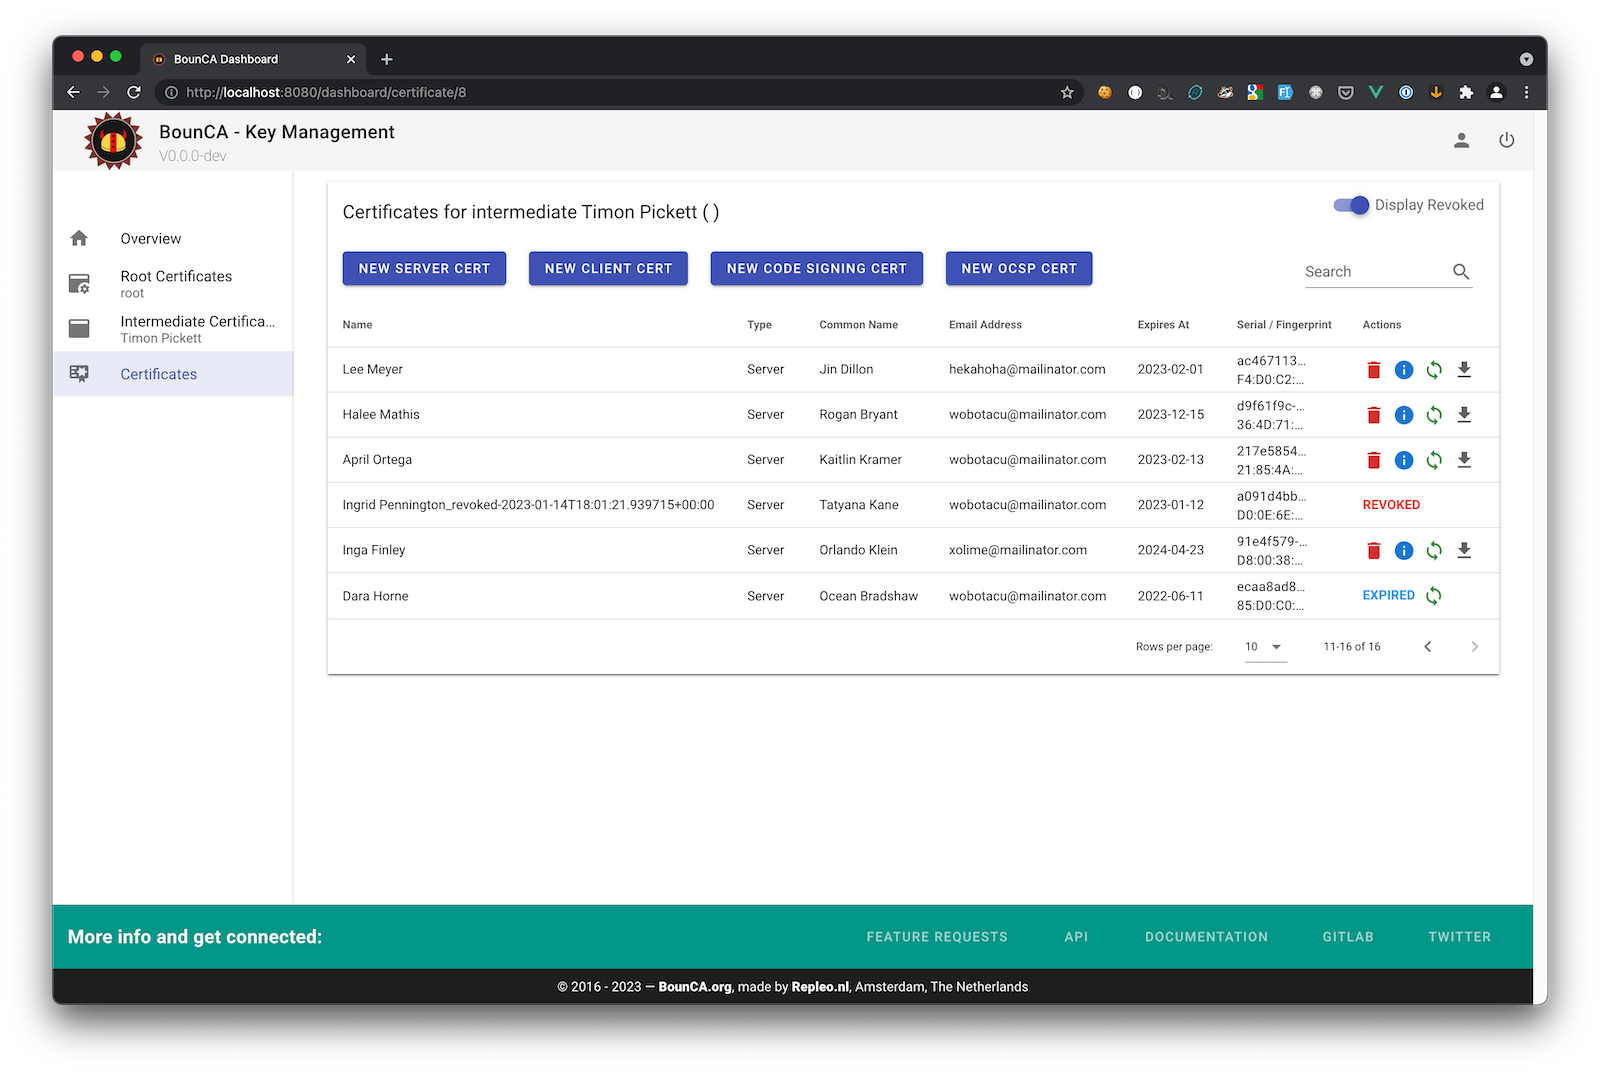 BounCA Dashboard
http://localhost:8080/dashboard/certificate/8
BounCA - Key Management
V0.0.0-dev
Overview
Root Certificates
root
Intermediate Certifica...
Timon Pickett
Certificates
Certificates for intermediate Timon Pickett ( )
Display Revoked
NEW SERVER CERT NEW CLIENT CERT NEW CODE SIGNING CERT NEW OCSP CERT
Search
Name Type Common Name Email Address Expires At Serial / Fingerprint Actions
Lee Meyer Server Jin Dillon hekahoha@mailinator.com 2023-02-01 ac467113...
F4:D0:C2:...
Halee Mathis Server Rogan Bryant wobotacu@mailinator.com 2023-12-15 d9f61f9c-...
36:4D:71:...
April Ortega Server Kaitlin Kramer wobotacu@mailinator.com 2023-02-13 217e5854...
21:85:4A:...
Ingrid Pennington_revoked-2023-01-14T18:01:21.939715+00:00 Server Tatyana Kane wobotacu@mailinator.com 2023-01-12 a091d4bb... REVOKED
D0:0E:6E:...
Inga Finley Server Orlando Klein xolime@mailinator.com 2024-04-23 91e4f579-...
D8:00:38:...
Dara Horne Server Ocean Bradshaw wobotacu@mailinator.com 2022-06-11 ecaa8ad8... EXPIRED
85:D0:C0:...
Rows per page: 10 11-16 of 16
More info and get connected:
FEATURE REQUESTS API DOCUMENTATION GITLAB TWITTER
© 2016 - 2023 — BounCA.org, made by Repleo.nl, Amsterdam, The Netherlands